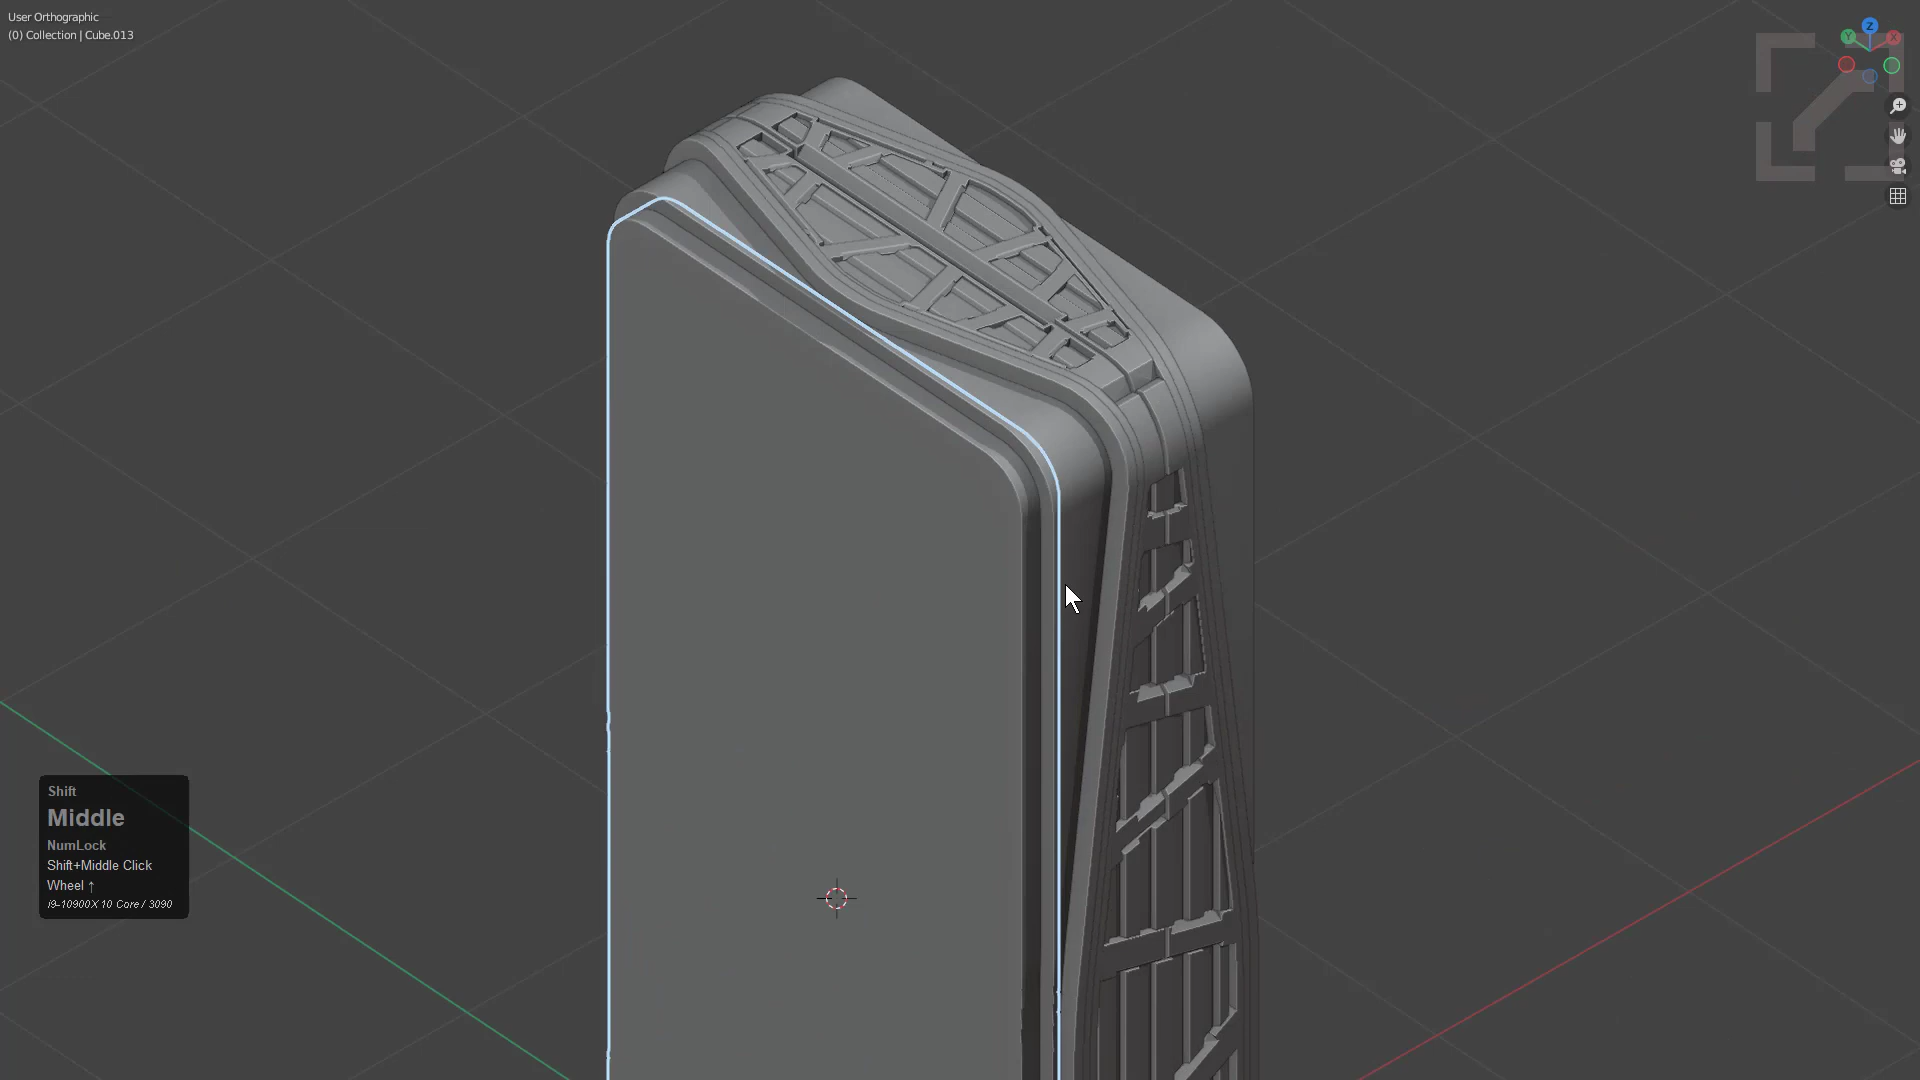 User Orthographic
(0) Collection | Cube.013
Z
Y
X
Shift
Middle
NumLock
Shift+Middle Click
Wheel ↑
i9-10900X 10 Core / 3090